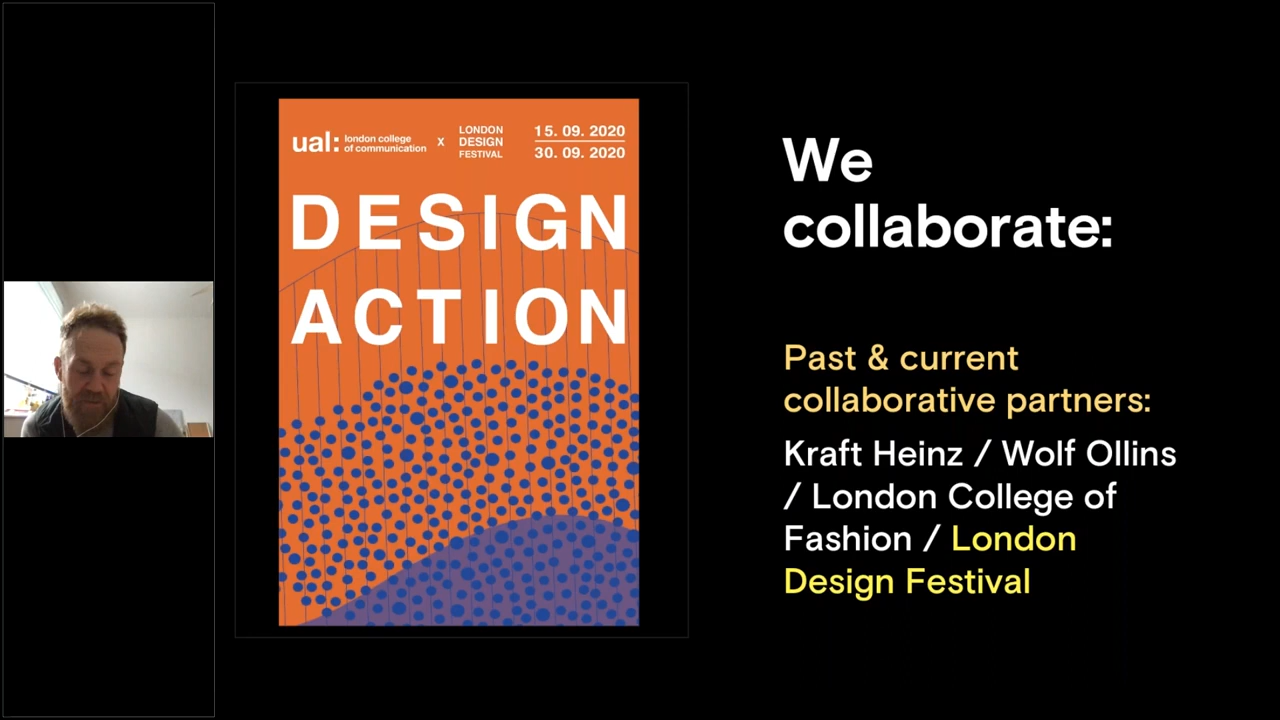 ual: london college of communication x LONDON DESIGN FESTIVAL
15. 09. 2020
30. 09. 2020
DESIGN
ACTION
We
collaborate:
Past & current
collaborative partners:
Kraft Heinz / Wolf Ollins
/ London College of
Fashion / London
Design Festival